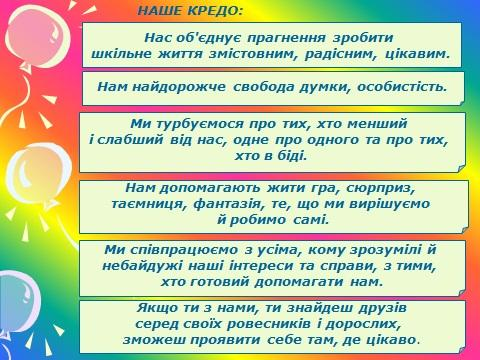 НАШЕ КРЕДО:
Нас об'єднує прагнення зробити
шкільне життя змістовним, радісним, цікавим.
Нам найдорожче свобода думки, особистість.
Ми турбуємося про тих, хто менший
і слабший від нас, одне про одного та про тих,
хто в біді.
Нам допомагають жити гра, сюрприз,
таємниця, фантазія, те, що ми вирішуємо
й робимо самі.
Ми співпрацюємо з усіма, кому зрозумілі й
небайдужі наші інтереси та справи, з тими,
хто готовий допомагати нам.
Якщо ти з нами, ти знайдеш друзів
серед своїх ровесників і дорослих,
зможеш проявити себе там, де цікаво.